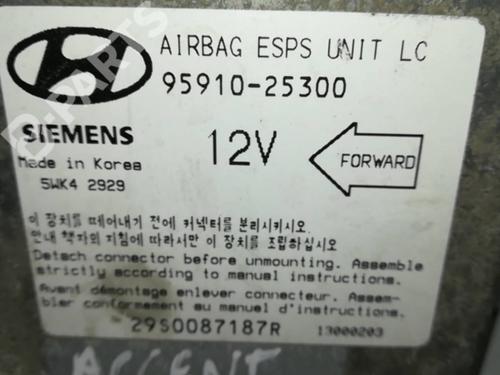 AIRBAG ESPS UNIT LC
95910-25300
SIEMENS
12V
FORWARD
Made in Korea
5WK4 2929
이 장치를 떼어내기 전에 커넥터를 분리시키시오.
안내 책자의 지침에 따라서만 이 장치를 조립하십시오
Detach connector before unmounting. Assemble
strictly according to manual instructions.
Avant démontage enlever connecteur. Assem-
bler conformement au manuel d'instructions.
29S0087187R
13000203
ACCENT
B-PARTS